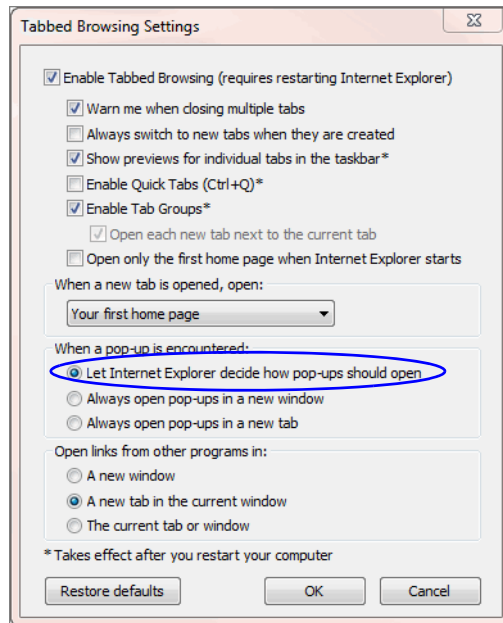 Tabbed Browsing Settings
Enable Tabbed Browsing (requires restarting Internet Explorer)
Warn me when closing multiple tabs
Always switch to new tabs when they are created
Show previews for individual tabs in the taskbar*
Enable Quick Tabs (Ctrl+Q)*
Enable Tab Groups*
Open each new tab next to the current tab
Open only the first home page when Internet Explorer starts
When a new tab is opened, open:
Your first home page
When a pop-up is encountered:
Let Internet Explorer decide how pop-ups should open
Always open pop-ups in a new window
Always open pop-ups in a new tab
Open links from other programs in:
A new window
A new tab in the current window
The current tab or window
*Takes effect after you restart your computer
Restore defaults OK Cancel